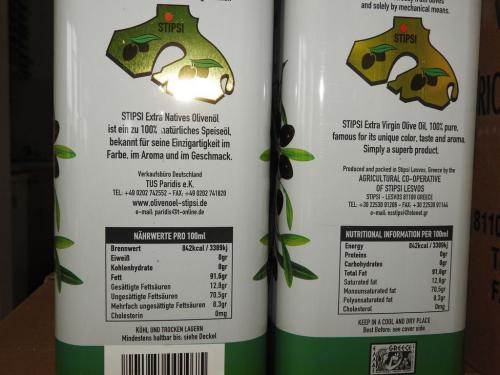 STIPSI
STIPSI Extra Natives Olivenöl
ist ein zu 100% natürliches Speiseöl,
bekannt für seine Einzigartigkeit im
Farbe, im Aroma und im Geschmack.
Verkaufsbüro Deutschland
TUS Paridis e.K.
TEL: +49 0202 742552 - FAX: +49 0202 741820
www.olivenoel-stipsi.de
e-mail: paridis@t-online.de
NÄHRWERTE PRO 100ml
Brennwert 842kcal / 3389kj
Eiweiß 0gr
Kohlenhydrate 0gr
Fett 91,6gr
Gesättigte Fettsäuren 12,8gr
Ungesättigte Fettsäuren 70,5gr
Mehrfach ungesättigte Fettsäuren 8,3gr
Cholesterin 0mg
KÜHL UND TROCKEN LAGERN
Mindestens haltbar bis: siehe Deckel
and solely by mechanical means.
STIPSI
STIPSI Extra Virgin Olive Oil, 100% pure,
famous for its unique color, taste and aroma.
Simply a superb product.
Produced and packed in Stipsi Lesvos, Greece by the
AGRICULTURAL CO-OPERATIVE
OF STIPSI LESVOS
STIPSI - LESVOS 81109 GREECE
TEL: +30 22530 91205 - FAX: +30 22530 91144
NUTRITIONAL INFORMATION PER 100ml
Energy 842kcal / 3389kj
Proteins 0gr
Carbohydrates 0gr
Total Fat 91,6gr
Saturated fat 12,8gr
Monounsaturated fat 70,5gr
Polyunsaturated fat 8,3gr
Cholesterol 0mg
KEEP IN A COOL AND DRY PLACE
Best Before: see cover side
GREECE